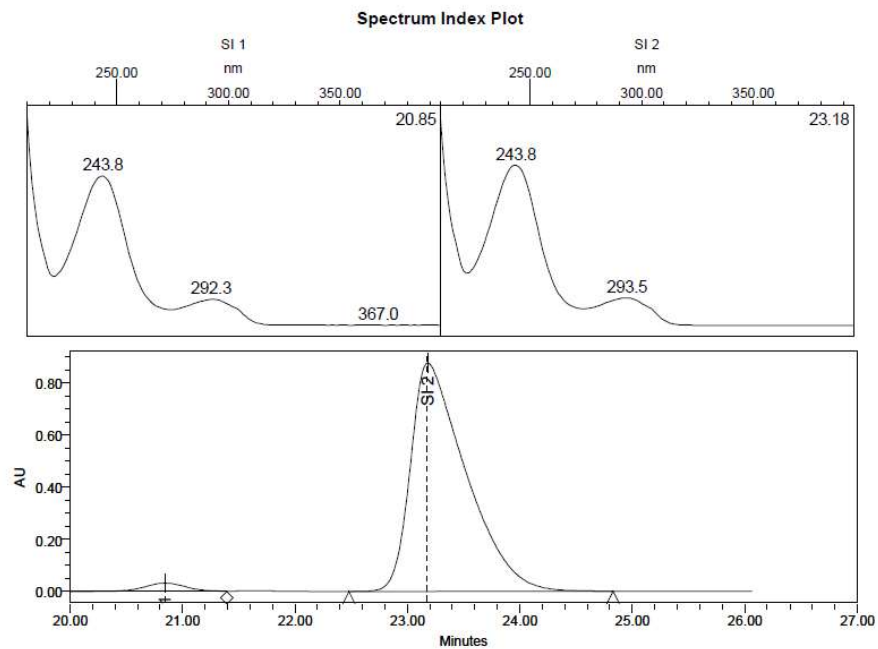 Spectrum Index Plot
SI 1
SI 2
nm
nm
250.00
350.00
250.00
350.00
300.00
300.00
20.85
23.18
243.8
243.8
292.3
293.5
367.0
SI 2
0.80
0.60
0.40
0.20
0.00
AU
20.00 21.00 22.00 23.00 24.00 25.00 26.00 27.00
Minutes